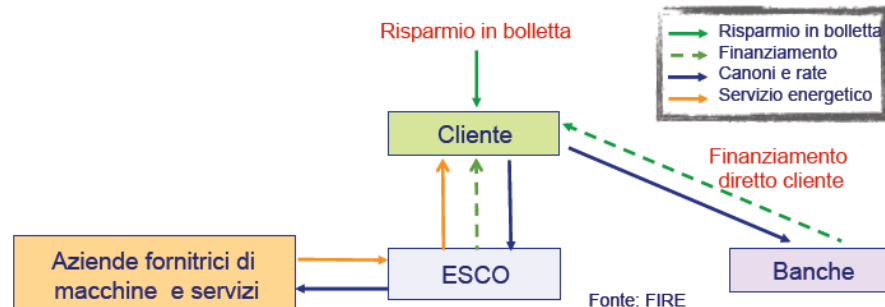 Risparmio in bolletta
Risparmio in bolletta
Finanziamento
Canoni e rate
Servizio energetico
Cliente
Finanziamento
diretto cliente
Aziende fornitrici di
macchine e servizi
ESCO
Banche
Fonte: FIRE